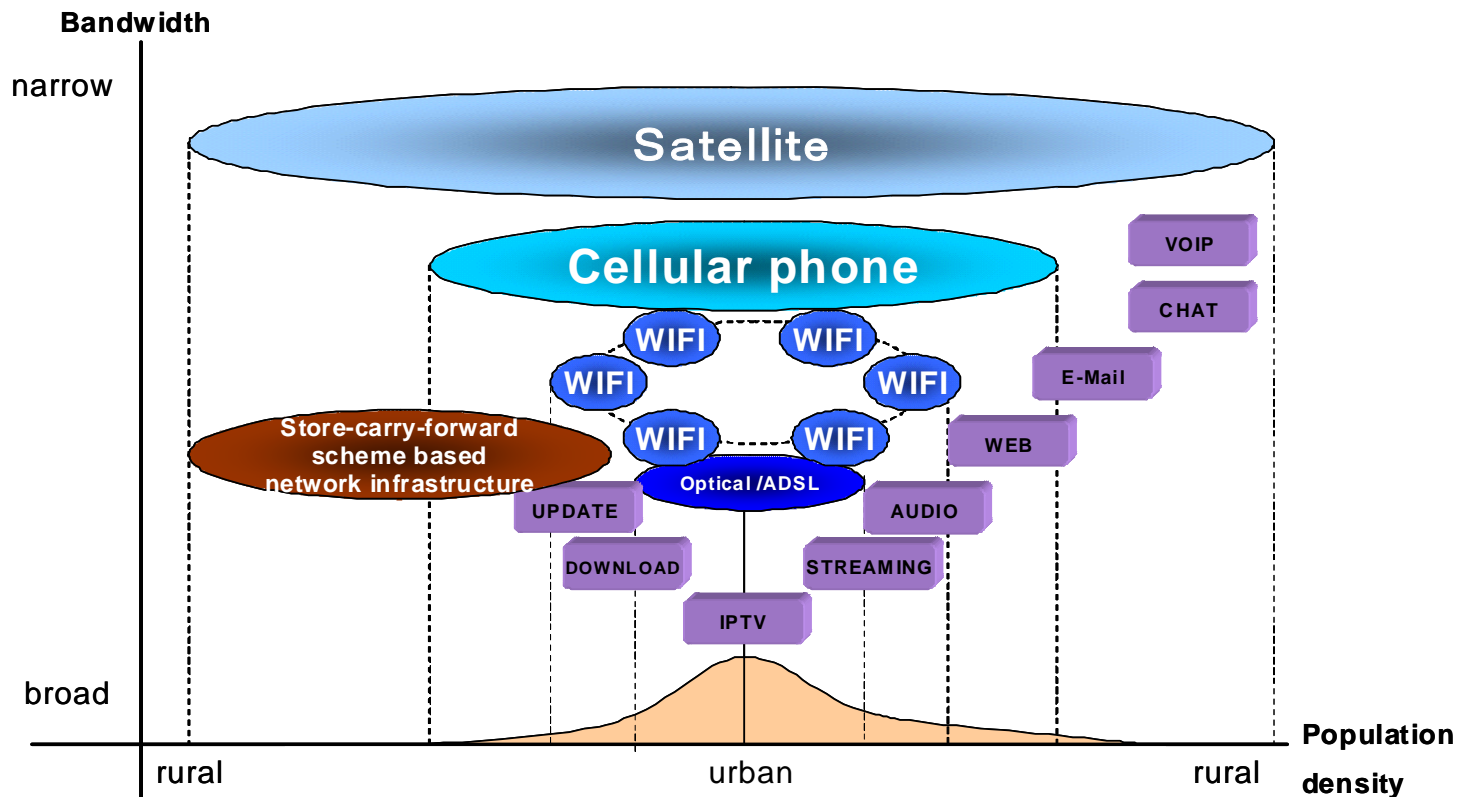 Bandwidth
narrow
Satellite
VOIP
Cellular phone
CHAT
WIFI
WIFI
WIFI
WIFI
E-Mail
Store-carry-forward
scheme based
network infrastructure
WIFI
WIFI
WEB
Optical /ADSL
UPDATE
AUDIO
DOWNLOAD
STREAMING
IPTV
broad
Population
density
rural
urban
rural